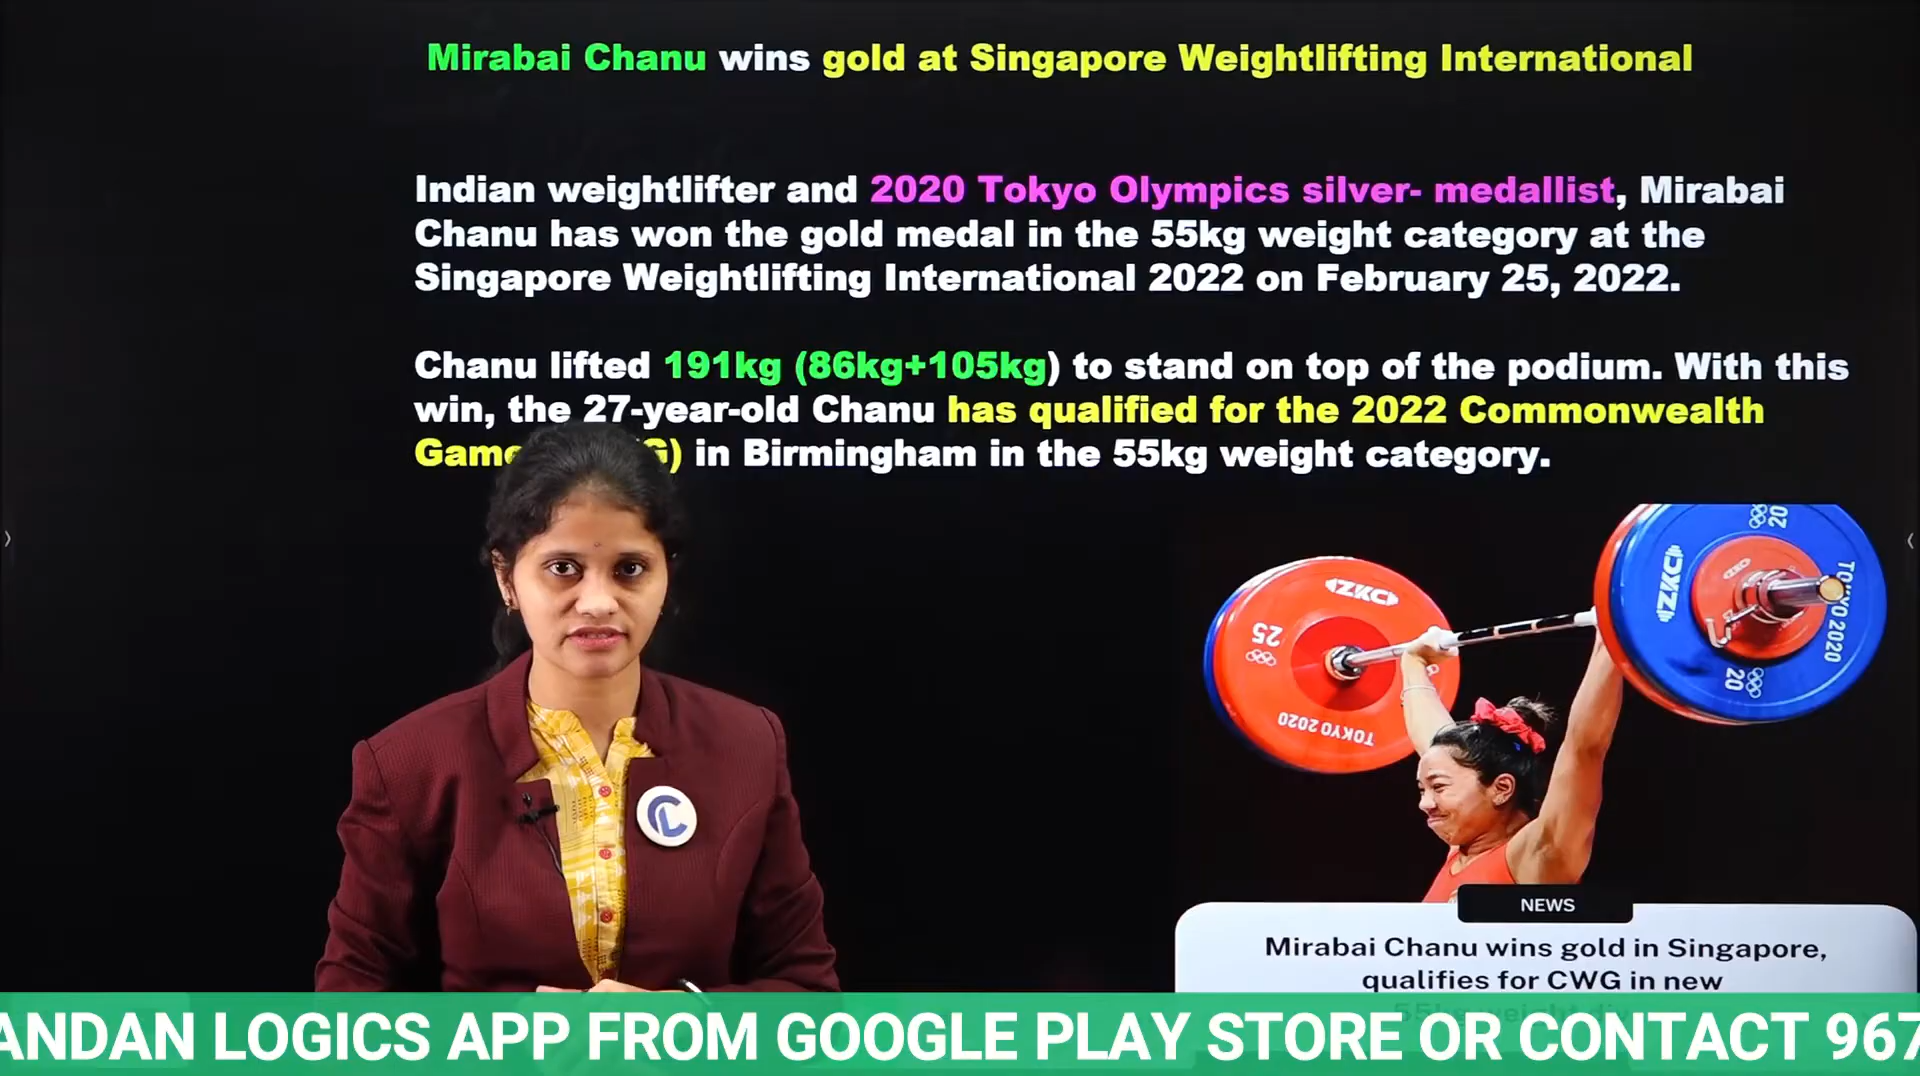 Mirabai Chanu wins gold at Singapore Weightlifting International
Indian weightlifter and 2020 Tokyo Olympics silver- medallist, Mirabai
Chanu has won the gold medal in the 55kg weight category at the
Singapore Weightlifting International 2022 on February 25, 2022.
Chanu lifted 191kg (86kg+105kg) to stand on top of the podium. With this
win, the 27-year-old Chanu has qualified for the 2022 Commonwealth
in Birmingham in the 55kg weight category.
ZKC
25
TOKYO 2020
20
ZKC
TOKYO 2020
20
NEWS
Mirabai Chanu wins gold in Singapore,
qualifies for CWG in new
LOGICS APP FROM GOOGLE PLAY STORE OR CONTACT 967